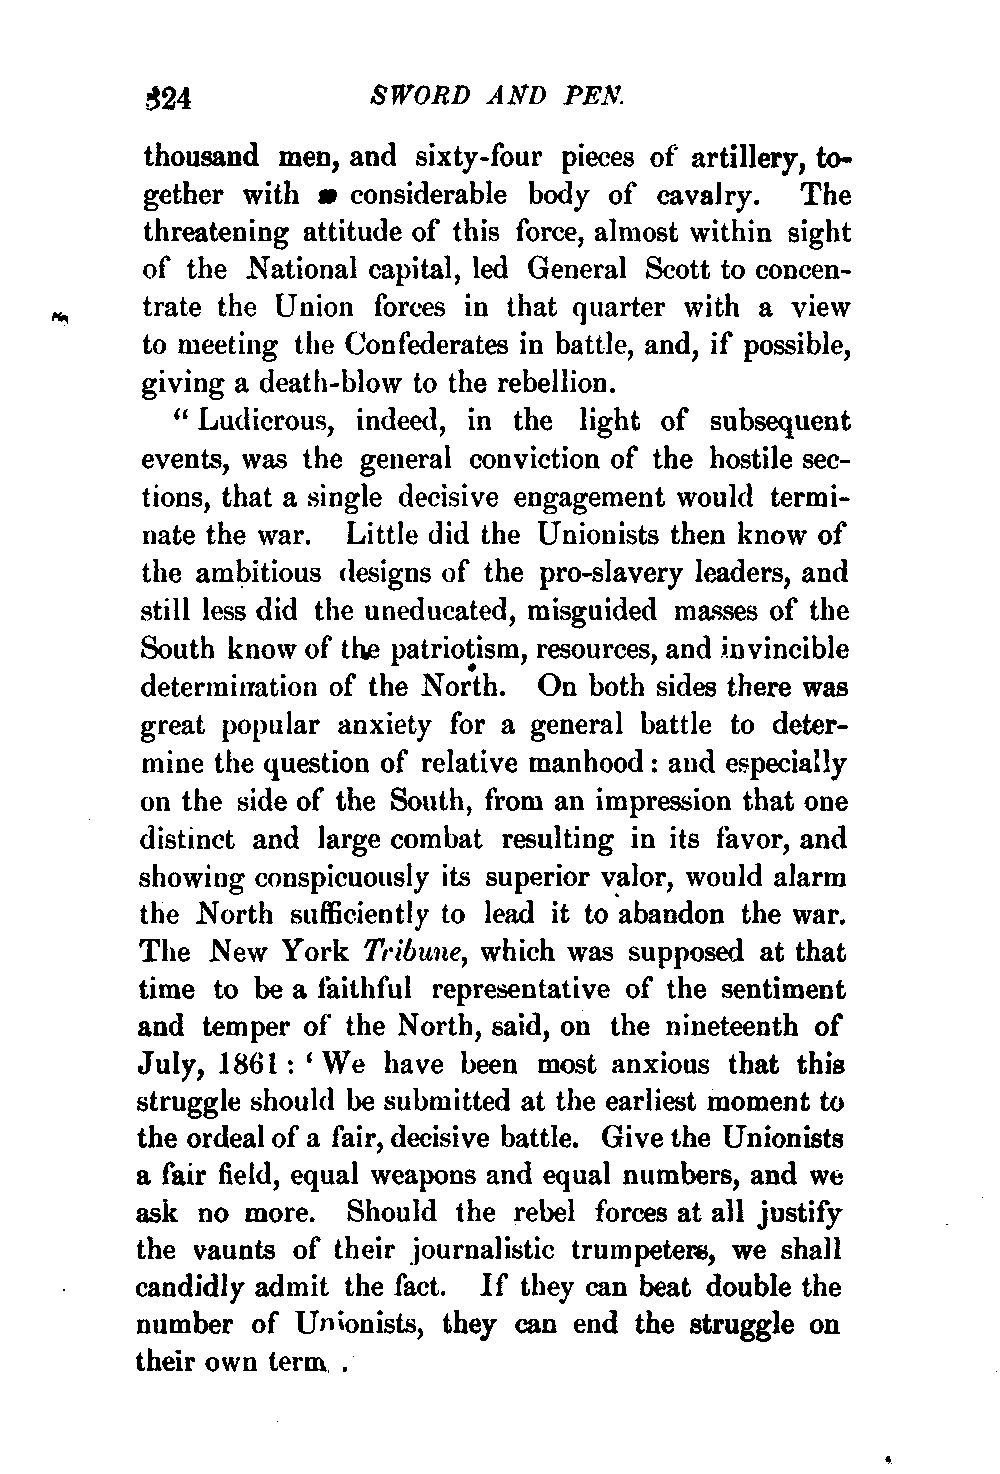 324 SWORD AND PEN.
thousand men, and sixty-four pieces of artillery, to-
gether with considerable body of cavalry. The
threatening attitude of this force, almost within sight
of the National capital, led General Scott to concen-
trate the Union forces in that quarter with a view
to meeting the Confederates in battle, and, if possible,
giving a death-blow to the rebellion.
“ Ludicrous, indeed, in the light of subsequent
events, was the general conviction of the hostile sec-
tions, that a single decisive engagement would termi-
nate the war. Little did the Unionists then know of
the ambitious designs of the pro-slavery leaders, and
still less did the uneducated, misguided masses of the
South know of the patriotism, resources, and invincible
determination of the North. On both sides there was
great popular anxiety for a general battle to deter-
mine the question of relative manhood : and especially
on the side of the South, from an impression that one
distinct and large combat resulting in its favor, and
showing conspicuously its superior valor, would alarm
the North sufficiently to lead it to abandon the war.
The New York Tribune, which was supposed at that
time to be a faithful representative of the sentiment
and temper of the North, said, on the nineteenth of
July, 1861 : ‘ We have been most anxious that this
struggle should be submitted at the earliest moment to
the ordeal of a fair, decisive battle. Give the Unionists
a fair field, equal weapons and equal numbers, and we
ask no more. Should the rebel forces at all justify
the vaunts of their journalistic trumpeters, we shall
candidly admit the fact. If they can beat double the
number of Unionists, they can end the struggle on
their own term .